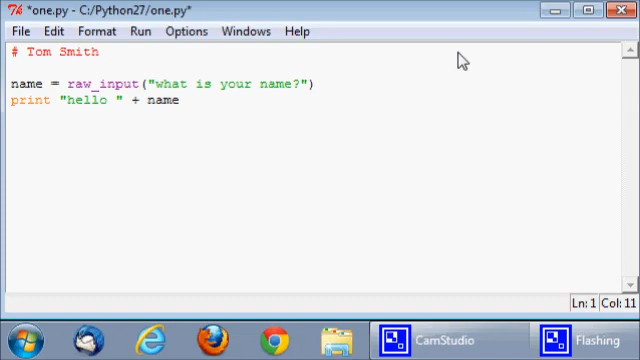 *one.py - C:/Python27/one.py*
File Edit Format Run Options Windows Help
# Tom Smith
name = raw_input("what is your name?")
print "hello " + name
Ln: 1 Col: 11
CamStudio Flashing